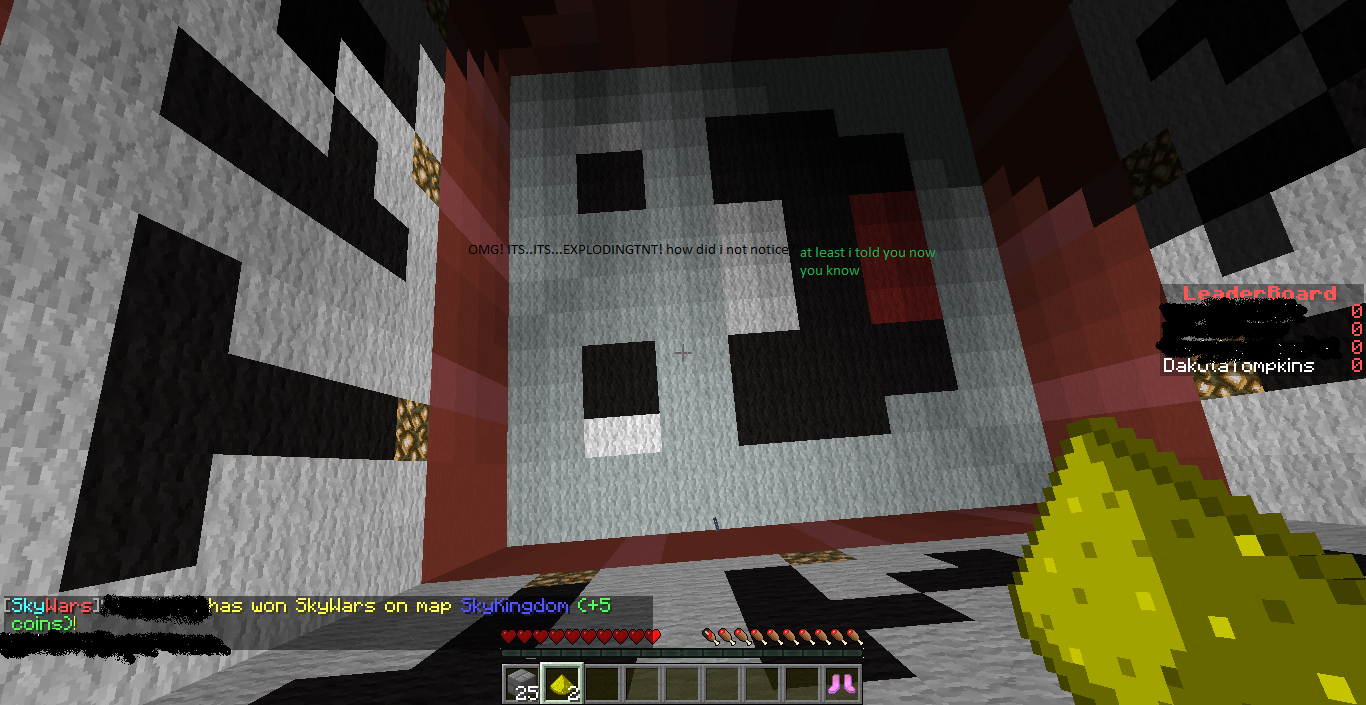 OMG! ITS..ITS...EXPLODINGTNT! how did i not notice
at least i told you now
you know
LeaderBoard
0
0
0
DakotaTompkins 0
[SkyWars] has won SkyWars on map SkyKingdom (+5
coins)!
25
2